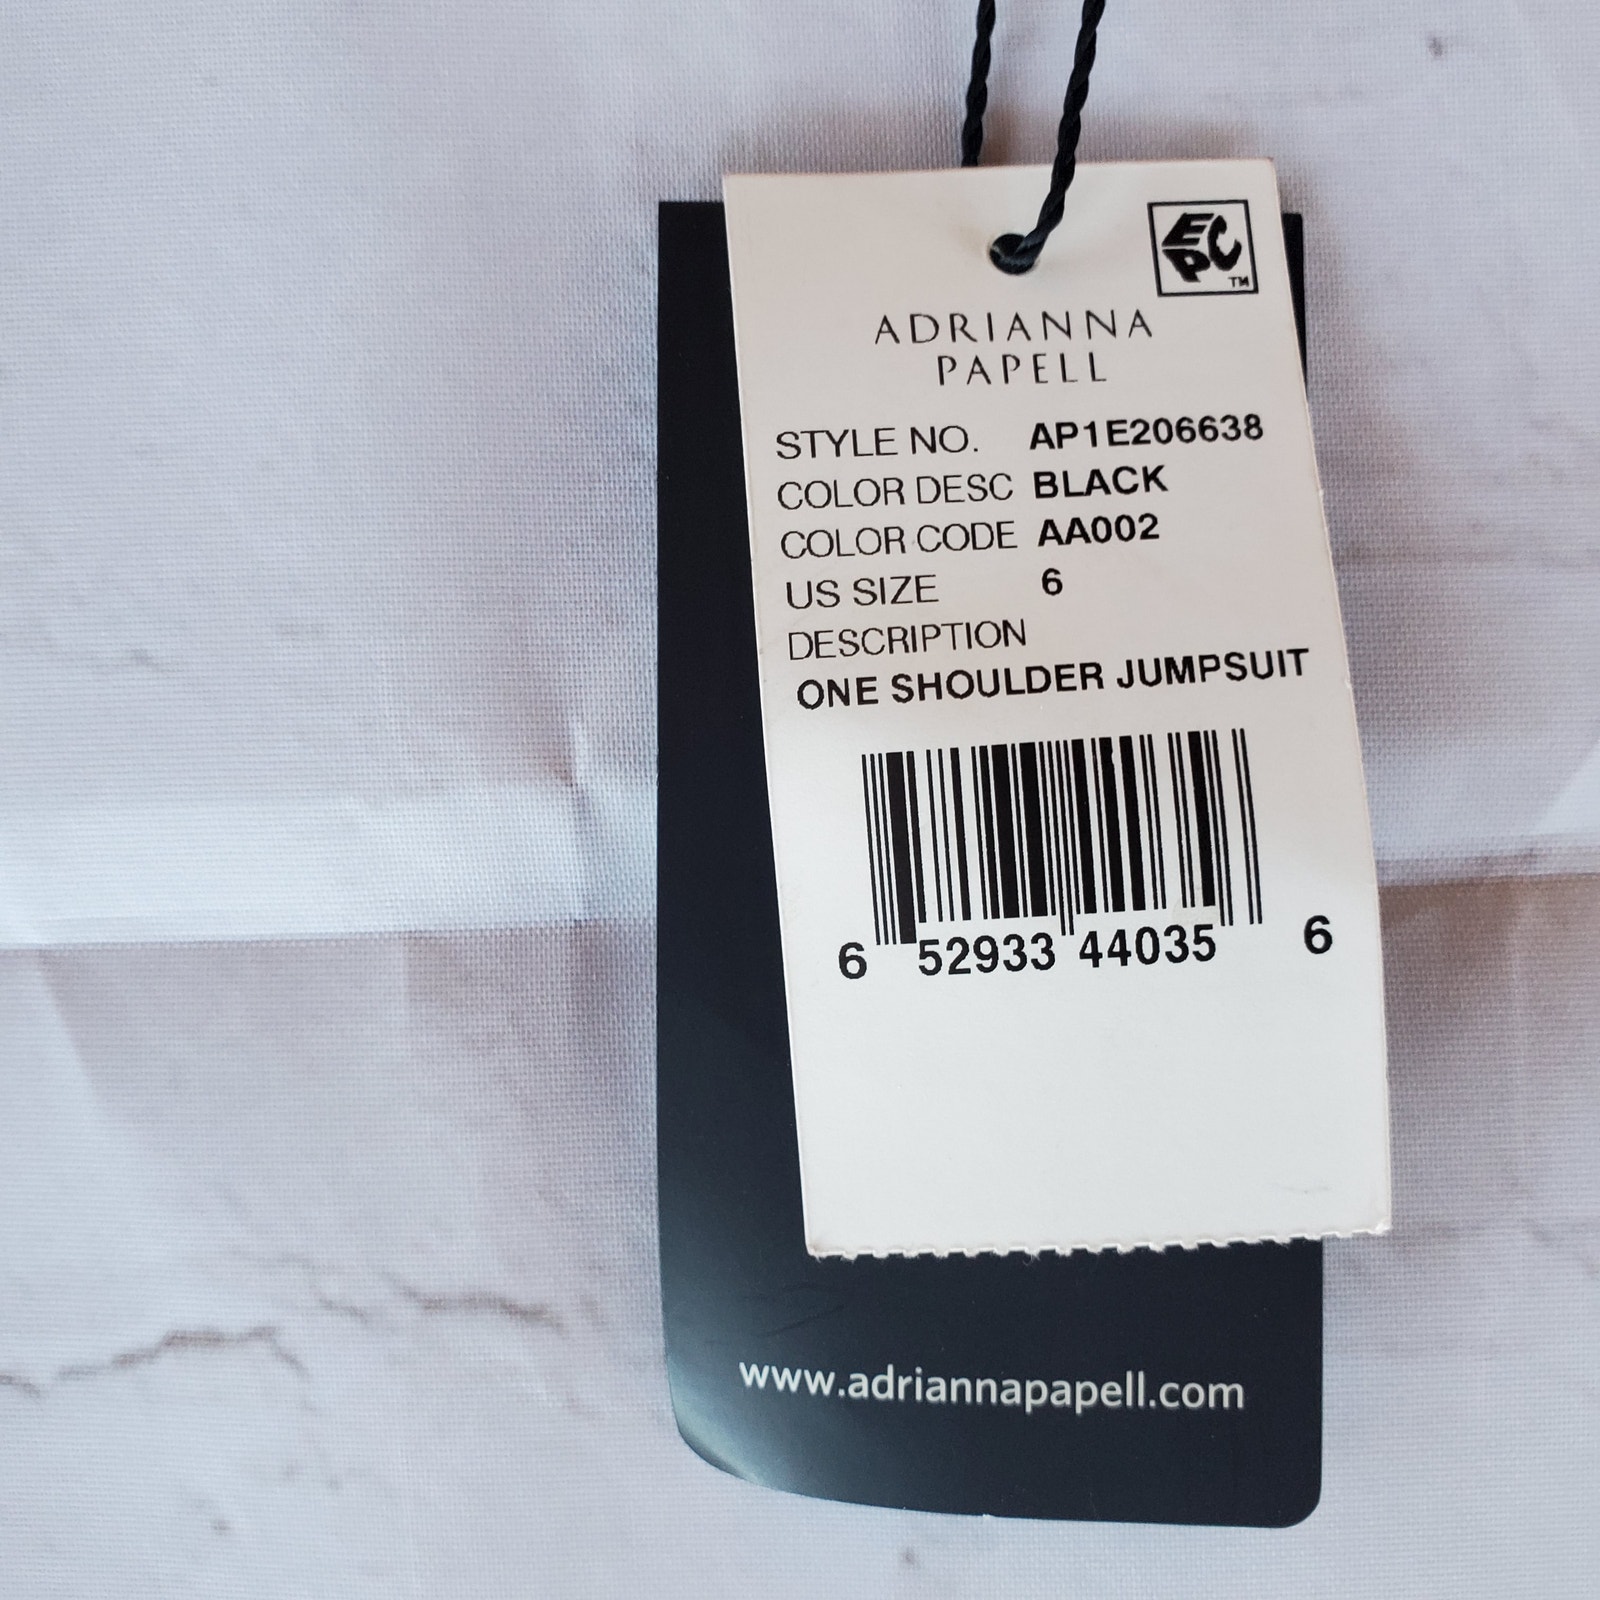 EPC™
ADRIANNA
PAPELL
STYLE NO. AP1E206638
COLOR DESC BLACK
COLOR CODE AA002
US SIZE 6
DESCRIPTION
ONE SHOULDER JUMPSUIT
6 52933 44035 6
www.adriannapapell.com